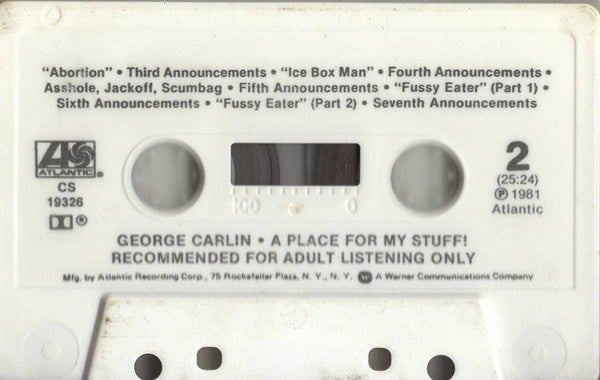 "Abortion" • Third Announcements • "Ice Box Man" • Fourth Announcements •
Asshole, Jackoff, Scumbag • Fifth Announcements • "Fussy Eater" (Part 1) •
Sixth Announcements • "Fussy Eater" (Part 2) • Seventh Announcements
ATLANTIC®
CS
19326
®
100 0
2
(25:24)
℗ 1981
Atlantic
GEORGE CARLIN • A PLACE FOR MY STUFF!
RECOMMENDED FOR ADULT LISTENING ONLY
Mfg. by Atlantic Recording Corp., 75 Rockefeller Plaza, N. Y., N. Y. A Warner Communications Company